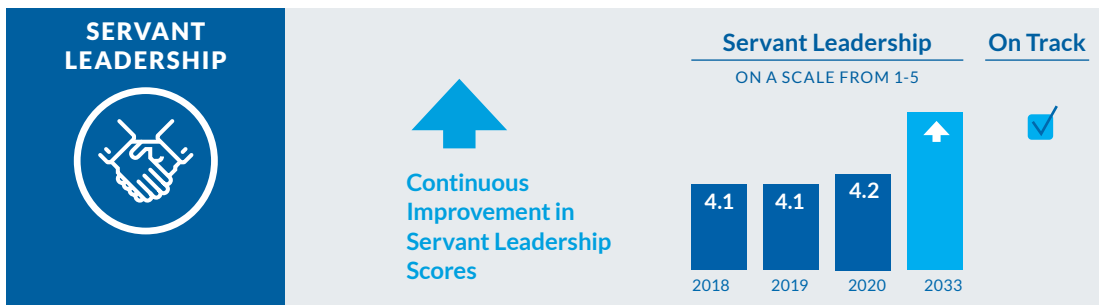 SERVANT
LEADERSHIP
Continuous
Improvement in
Servant Leadership
Scores
Servant Leadership
ON A SCALE FROM 1-5
4.1
4.1
4.2
2018
2019
2020
2033
On Track